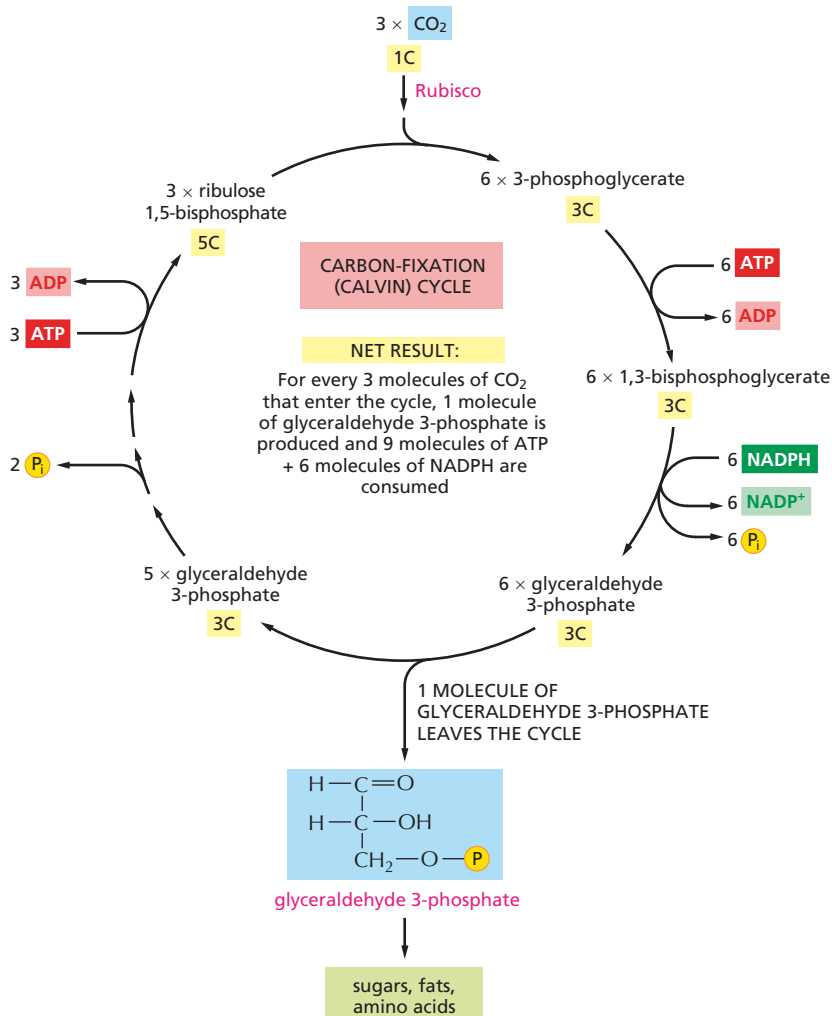 3 × CO₂
1C
Rubisco
3 × ribulose
1,5-bisphosphate
5C
6 × 3-phosphoglycerate
3C
CARBON-FIXATION
(CALVIN) CYCLE
6 ATP
6 ADP
3 ADP
3 ATP
NET RESULT:
For every 3 molecules of CO₂
that enter the cycle, 1 molecule
of glyceraldehyde 3-phosphate is
produced and 9 molecules of ATP
+ 6 molecules of NADPH are
consumed
6 × 1,3-bisphosphoglycerate
3C
6 NADPH
6 NADP⁺
6 Pᵢ
2 Pᵢ
5 × glyceraldehyde
3-phosphate
3C
6 × glyceraldehyde
3-phosphate
3C
1 MOLECULE OF
GLYCERALDEHYDE 3-PHOSPHATE
LEAVES THE CYCLE
H—C=O
H—C—OH
CH₂—O—P
glyceraldehyde 3-phosphate
sugars, fats,
amino acids